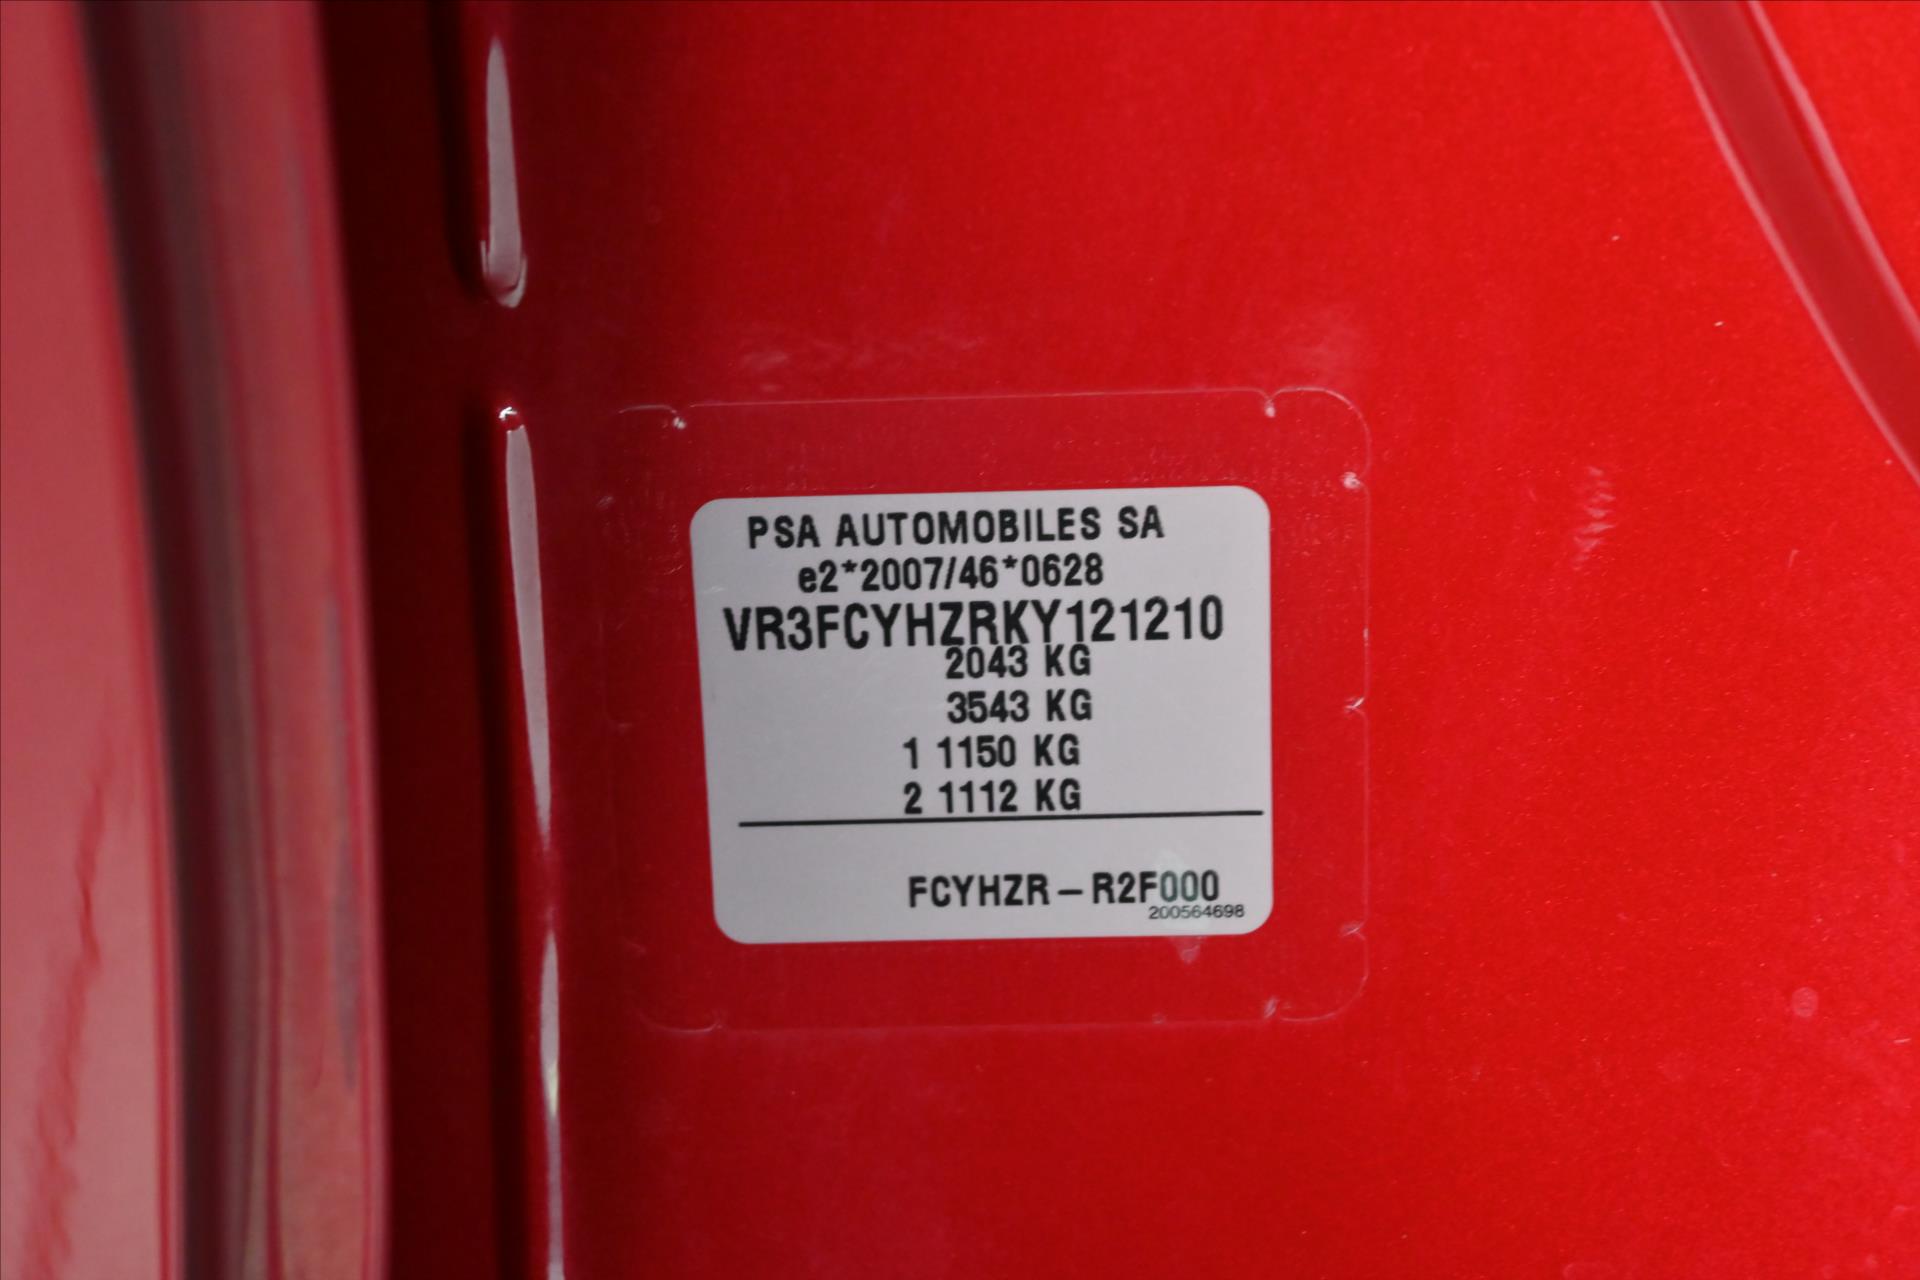 PSA AUTOMOBILES SA
e2*2007/46*0628
VR3FCYHZRKY121210
2043 KG
3543 KG
1 1150 KG
2 1112 KG
FCYHZR – R2F000
200564698